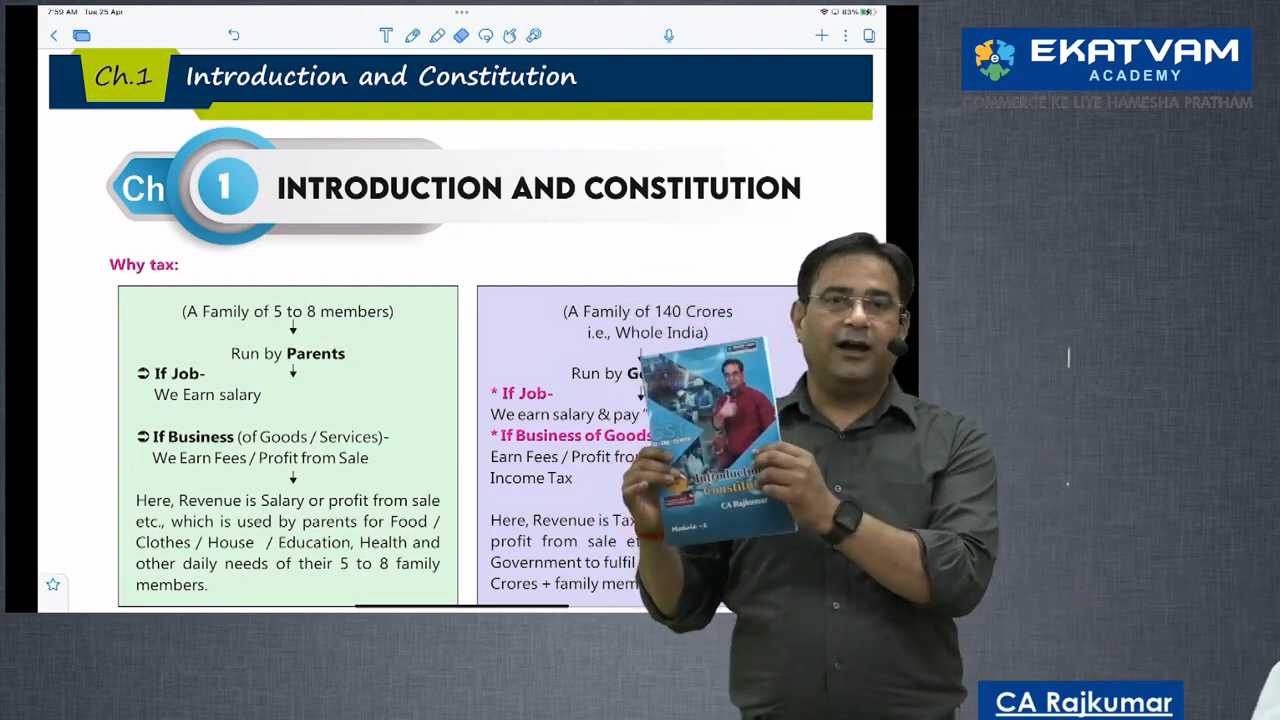 7:59 AM Tue 25 Apr
83%
EKATVAM
ACADEMY
COMMERCE KE LIYE HAMESHA PRATHAM
Ch.1 Introduction and Constitution
Ch 1 INTRODUCTION AND CONSTITUTION
Why tax:
(A Family of 5 to 8 members)
Run by Parents
If Job-
We Earn salary
If Business (of Goods / Services)-
We Earn Fees / Profit from Sale
Here, Revenue is Salary or profit from sale
etc., which is used by parents for Food /
Clothes / House / Education, Health and
other daily needs of their 5 to 8 family
members.
(A Family of 140 Crores
i.e., Whole India)
Run by
* If Job-
We earn salary & pay "
* If Business of Goods
Earn Fees / Profit
Income Tax
Here, Revenue is Tax
profit from sale
Government to fulfil
Crores + family
CA Rajkumar
Module -1
CA Rajkumar